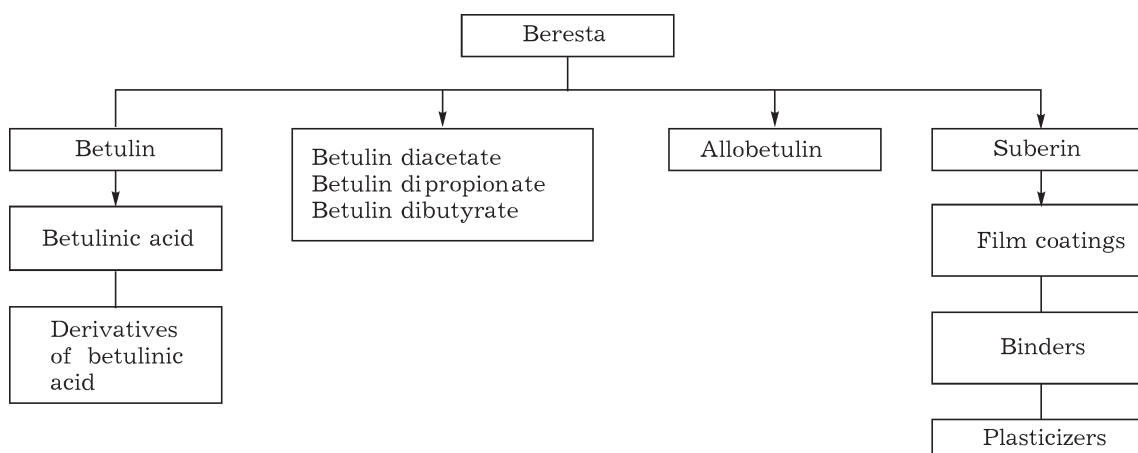 Beresta
Betulin
Betulin diacetate
Betulin dipropionate
Betulin dibutyrate
Allobetulin
Suberin
Betulinic acid
Film coatings
Derivatives
of betulinic
acid
Binders
Plasticizers